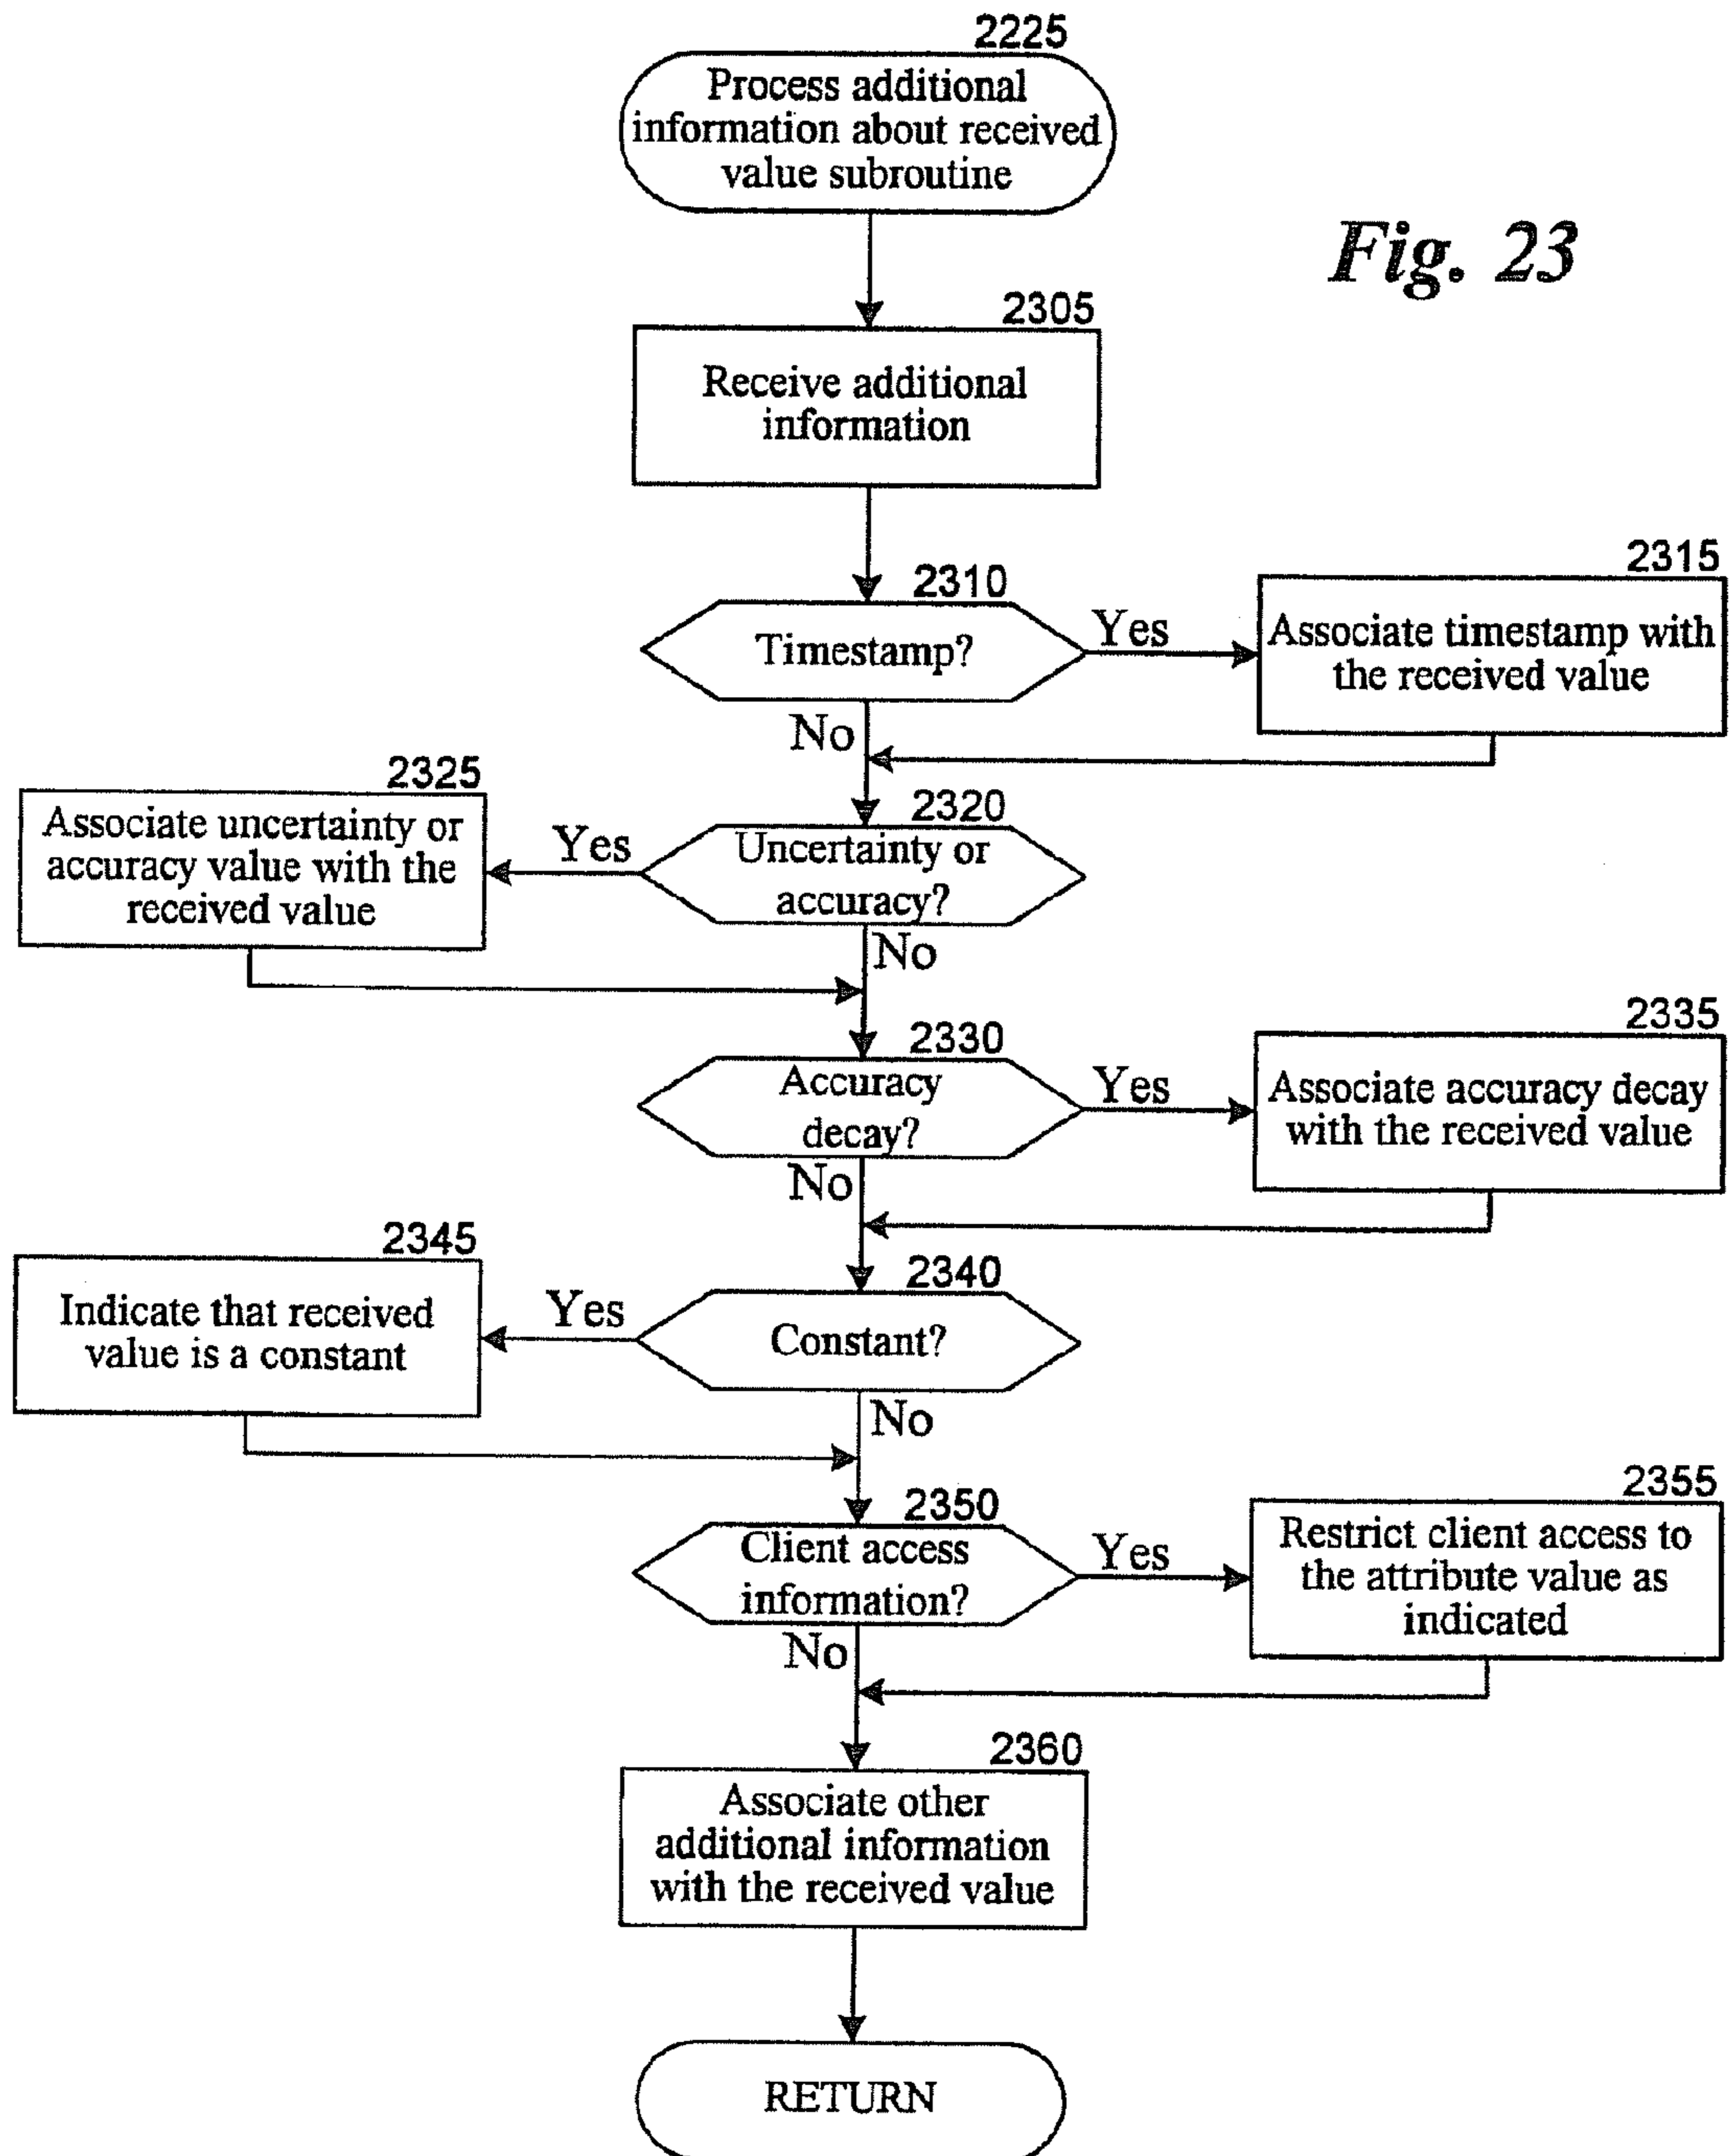 2225
Process additional
information about received
value subroutine
Fig. 23
2305
Receive additional
information
2310
Timestamp?
Yes
2315
Associate timestamp with
the received value
No
2320
Uncertainty or
accuracy?
Yes
2325
Associate uncertainty or
accuracy value with the
received value
No
2330
Accuracy
decay?
Yes
2335
Associate accuracy decay
with the received value
No
2340
Constant?
Yes
2345
Indicate that received
value is a constant
No
2350
Client access
information?
Yes
2355
Restrict client access to
the attribute value as
indicated
No
2360
Associate other
additional information
with the received value
RETURN